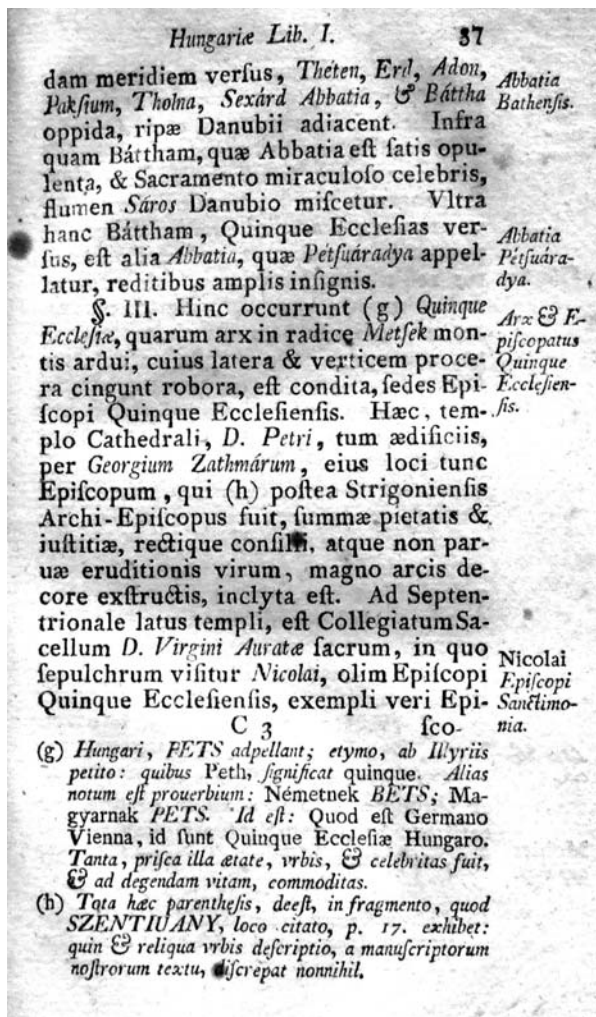 Hungariæ Lib. I. 37
dam meridiem verſus, Théten, Erd, Adon,
Pakſium, Tholna, Sexárd Abbatia, & Báttha
oppida, ripæ Danubii adiacent. Infra
quam Báttham, quæ Abbatia eſt ſatis opu-
lenta, & Sacramento miraculoſo celebris,
flumen Sáros Danubio miſcetur. Vltra
hanc Báttham, Quinque Eccleſias ver-
ſus, eſt alia Abbatia, quæ Pétſuáradya appel-
latur, reditibus amplis inſignis.
§. III. Hinc occurrunt (g) Quinque
Eccleſiæ, quarum arx in radice Metſek mon-
tis ardui, cuius latera & verticem proce-
ra cingunt robora, eſt condita, ſedes Epi-
ſcopi Quinque Eccleſienſis. Hæc, tem-
plo Cathedrali, D. Petri, tum ædificiis,
per Georgium Zathmárum, eius loci tunc
Epiſcopum, qui (h) poſtea Strigonienſis
Archi-Epiſcopus fuit, ſummæ pietatis &
iuſtitiæ, rectique conſilii, atque non par-
uæ eruditionis virum, magno arcis de-
core exſtructis, inclyta eſt. Ad Septen-
trionale latus templi, eſt Collegiatum Sa-
cellum D. Virgini Auratæ ſacrum, in quo
ſepulchrum viſitur Nicolai, olim Epiſcopi
Quinque Eccleſienſis, exempli veri Epi-
C 3 ſco-
Abbatia
Bathenſis.
Abbatia
Pétſuára-
dya.
Arx & E-
piſcopatus
Quinque
Eccleſien-
ſis.
Nicolai
Epiſcopi
Sanctimo-
nia.
(g) Hungari, PETS adpellant; etymo, ab Illyriis
petito: quibus Peth, ſignificat quinque. Alias
notum eſt prouerbium: Németnek BETS; Ma-
gyarnak PETS. Id eſt: Quod eſt Germano
Vienna, id ſunt Quinque Eccleſiæ Hungaro.
Tanta, priſca illa ætate, vrbis, & celebritas fuit,
& ad degendam vitam, commoditas.
(h) Tota hæc parentheſis, deeſt, in fragmento, quod
SZENTIUANY, loco citato, p. 17. exhibet:
quin & reliqua vrbis deſcriptio, a manuſcriptorum
noſtrorum textu, diſcrepat nonnihil.